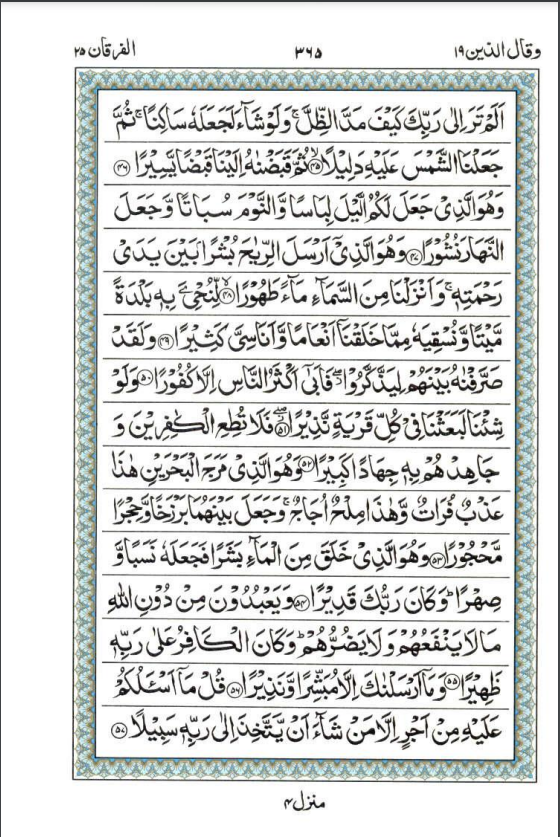 وقال الذين ١٩
٣٦٥
الفرقان ٢٥
اَلَمْ تَرَ اِلٰى رَبِّكَ كَيْفَ مَدَّ الظِّلَّ ۚ وَلَوْ شَآءَ لَجَعَلَهٗ سَاكِنًا ۚ ثُمَّ
جَعَلْنَا الشَّمْسَ عَلَيْهِ دَلِيْلًا ﴿٤٥﴾ ثُمَّ قَبَضْنٰهُ اِلَيْنَا قَبْضًا يَّسِيْرًا ﴿٤٦﴾
وَهُوَ الَّذِىْ جَعَلَ لَكُمُ الَّيْلَ لِبَاسًا وَّالنَّوْمَ سُبَاتًا وَّجَعَلَ
النَّهَارَ نُشُوْرًا ﴿٤٧﴾ وَهُوَ الَّذِىْٓ اَرْسَلَ الرِّيٰحَ بُشْرًۢا بَيْنَ يَدَىْ
رَحْمَتِهٖ ۚ وَاَنْزَلْنَا مِنَ السَّمَآءِ مَآءً طَهُوْرًا ﴿٤٨﴾ لِّنُحْیِۦَ بِهٖ بَلْدَةً
مَّيْتًا وَّنُسْقِيَهٗ مِمَّا خَلَقْنَآ اَنْعَامًا وَّاَنَاسِىَّ كَثِيْرًا ﴿٤٩﴾ وَلَقَدْ
صَرَّفْنٰهُ بَيْنَهُمْ لِيَذَّكَّرُوْا ۖ فَاَبٰٓى اَكْثَرُ النَّاسِ اِلَّا كُفُوْرًا ﴿٥٠﴾ وَلَوْ
شِئْنَا لَبَعَثْنَا فِىْ كُلِّ قَرْيَةٍ نَّذِيْرًا ﴿٥١﴾ فَلَا تُطِعِ الْكٰفِرِيْنَ وَ
جَاهِدْهُمْ بِهٖ جِهَادًا كَبِيْرًا ﴿٥٢﴾ وَهُوَ الَّذِىْ مَرَجَ الْبَحْرَيْنِ هٰذَا
عَذْبٌ فُرَاتٌ وَّهٰذَا مِلْحٌ اُجَاجٌ ۚ وَجَعَلَ بَيْنَهُمَا بَرْزَخًا وَّحِجْرًا
مَّحْجُوْرًا ﴿٥٣﴾ وَهُوَ الَّذِىْ خَلَقَ مِنَ الْمَآءِ بَشَرًا فَجَعَلَهٗ نَسَبًا وَّ
صِهْرًا ؕ وَكَانَ رَبُّكَ قَدِيْرًا ﴿٥٤﴾ وَيَعْبُدُوْنَ مِنْ دُوْنِ اللّٰهِ
مَا لَا يَنْفَعُهُمْ وَلَا يَضُرُّهُمْ ؕ وَكَانَ الْكَافِرُ عَلٰى رَبِّهٖ
ظَهِيْرًا ﴿٥٥﴾ وَمَآ اَرْسَلْنٰكَ اِلَّا مُبَشِّرًا وَّنَذِيْرًا ﴿٥٦﴾ قُلْ مَآ اَسْـَٔلُكُمْ
عَلَيْهِ مِنْ اَجْرٍ اِلَّا مَنْ شَآءَ اَنْ يَّتَّخِذَ اِلٰى رَبِّهٖ سَبِيْلًا ﴿٥٧﴾
منزل ٤